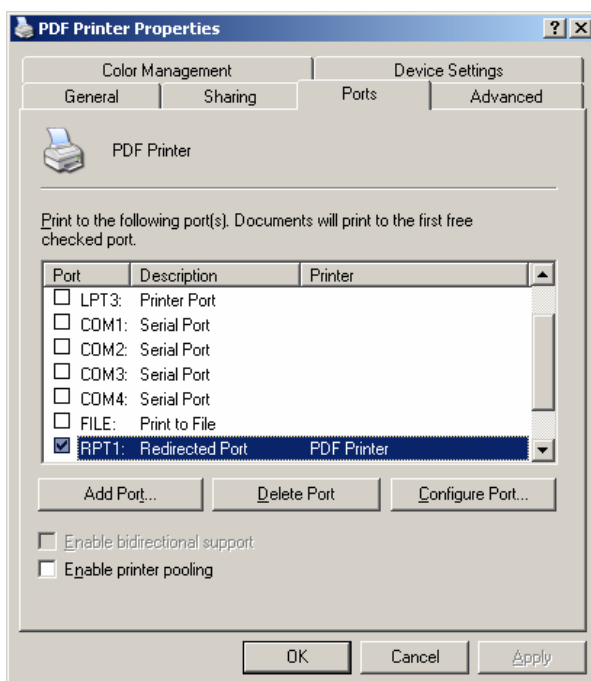 PDF Printer Properties
Color Management Device Settings
General Sharing Ports Advanced
PDF Printer
Print to the following port(s). Documents will print to the first free
checked port.
Port Description Printer
LPT3: Printer Port
COM1: Serial Port
COM2: Serial Port
COM3: Serial Port
COM4: Serial Port
FILE: Print to File
RPT1: Redirected Port PDF Printer
Add Port... Delete Port Configure Port...
Enable bidirectional support
Enable printer pooling
OK Cancel Apply